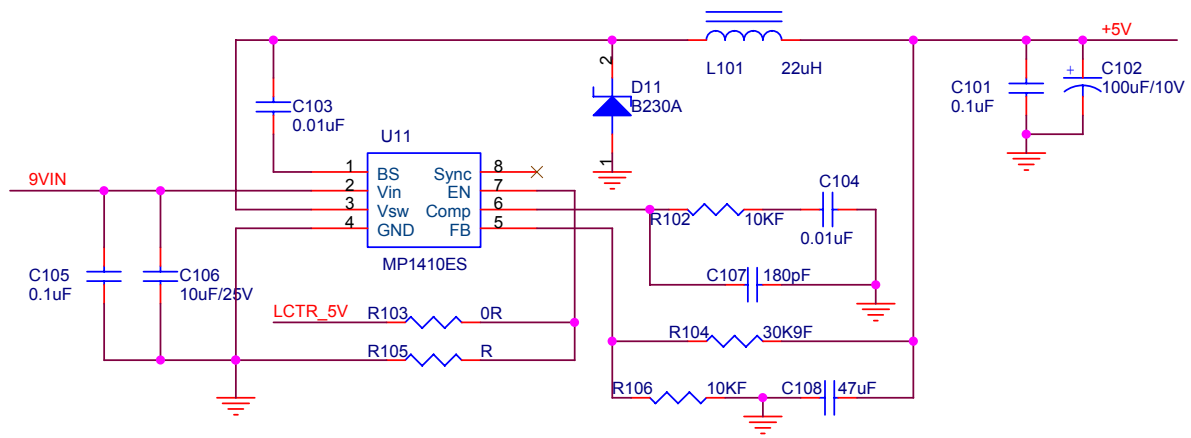 +5V
2
L101 22uH
C103
0.01uF
D11
B230A
C101
0.1uF
+
C102
100uF/10V
U11
1
1 BS Sync 8
9VIN
2 Vin EN 7
3 Vsw Comp 6
4 GND FB 5
MP1410ES
C104
R102 10KF
0.01uF
C105
0.1uF
C106
10uF/25V
C107 180pF
LCTR_5V
R103 0R
R104 30K9F
R105 R
R106 10KF
C108 47uF